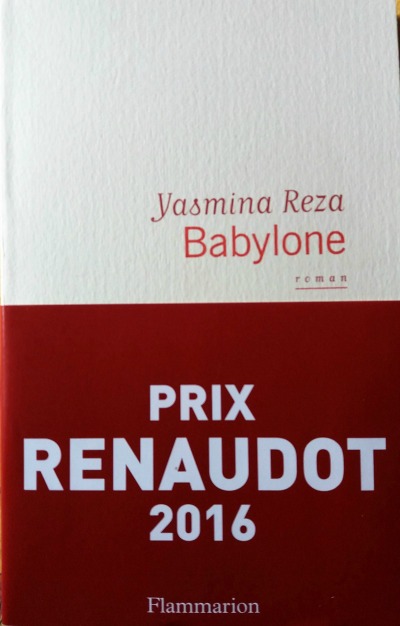 Yasmina Reza
Babylone
roman
PRIX
RENAUDOT
2016
Flammarion